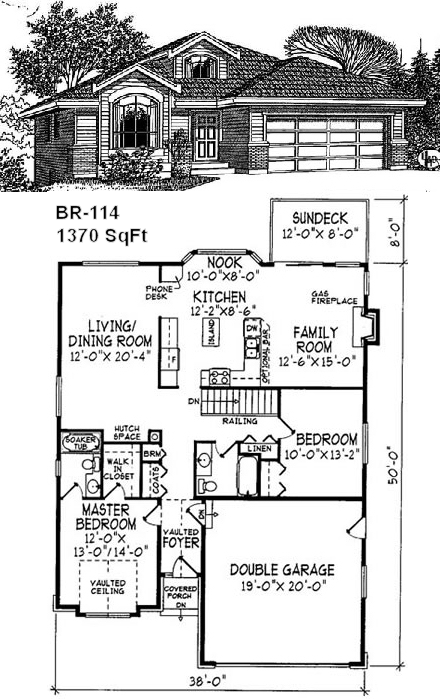 BR-114
1370 SqFt
SUNDECK
12'-0"X 8'-0"
8'-0"
NOOK
10'-0"X8'-0"
PHONE
DESK
KITCHEN
12'-2"X8'-6"
GAS
FIREPLACE
LIVING/
DINING ROOM
12'-0"X 20'-4"
ISLAND
DW
OPTIONAL BAR
F
FAMILY
ROOM
12'-6"X15'-0"
DN
RAILING
HUTCH
SPACE
SOAKER
TUB
WALK
IN
CLOSET
BRM
COATS
LINEN
BEDROOM
10'-0"X13'-2"
50'-0"
MASTER
BEDROOM
12'-0"X
13'-0"/14'-0"
VAULTED
FOYER
DN
VAULTED
CEILING
COVERED
PORCH
DN
DOUBLE GARAGE
19'-0"X 20'-0"
38'-0"